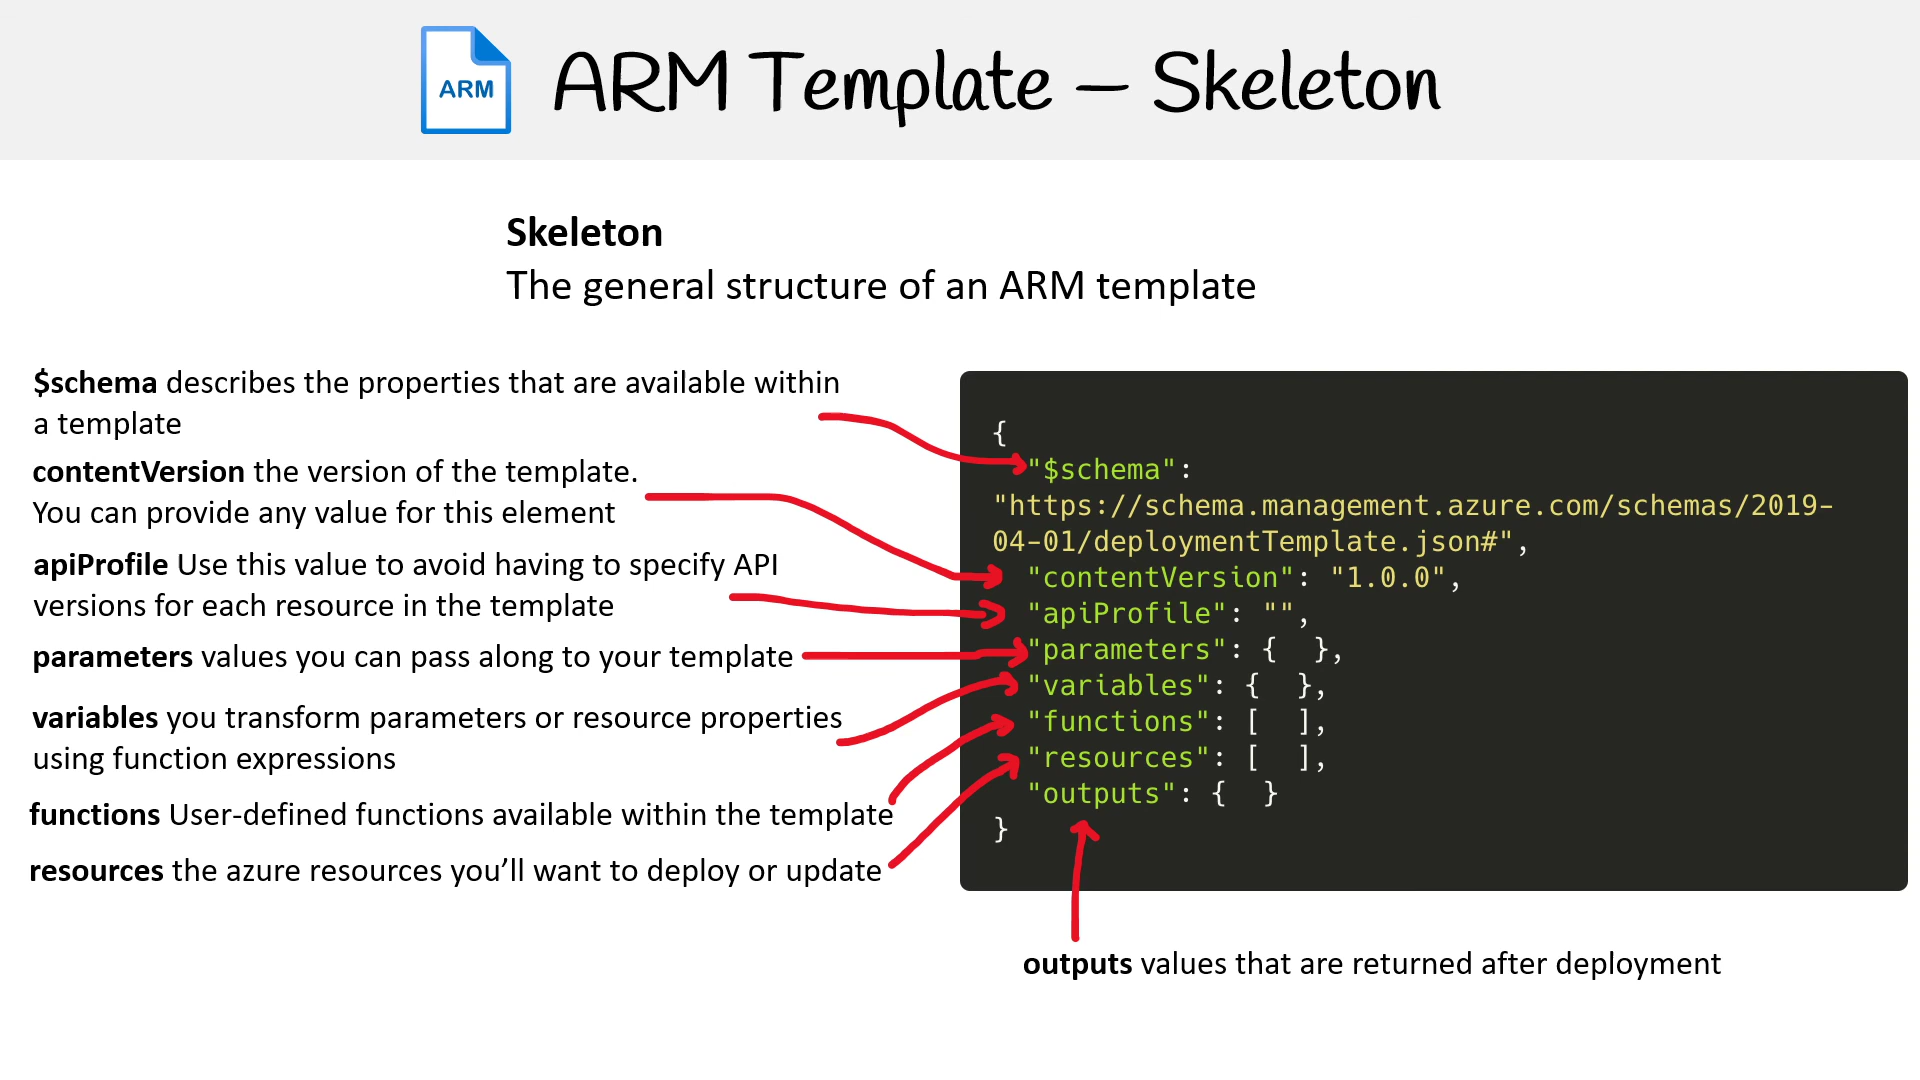 ARM
ARM Template – Skeleton
Skeleton
The general structure of an ARM template
$schema describes the properties that are available within
a template
contentVersion the version of the template.
You can provide any value for this element
apiProfile Use this value to avoid having to specify API
versions for each resource in the template
parameters values you can pass along to your template
variables you transform parameters or resource properties
using function expressions
functions User-defined functions available within the template
resources the azure resources you’ll want to deploy or update
{
"$schema":
"https://schema.management.azure.com/schemas/2019-
04-01/deploymentTemplate.json#",
"contentVersion": "1.0.0",
"apiProfile": "",
"parameters": {  },
"variables": {  },
"functions": [  ],
"resources": [  ],
"outputs": {  }
}
outputs values that are returned after deployment